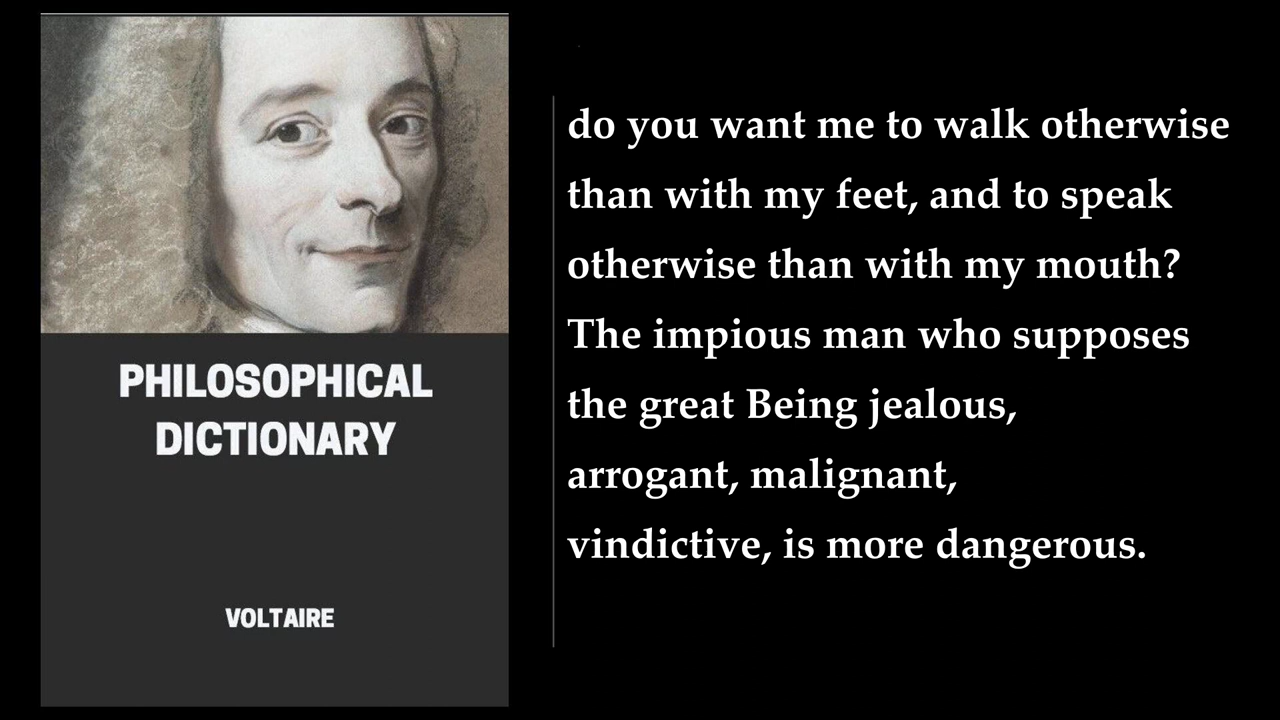 PHILOSOPHICAL
DICTIONARY
VOLTAIRE
do you want me to walk otherwise
than with my feet, and to speak
otherwise than with my mouth?
The impious man who supposes
the great Being jealous,
arrogant, malignant,
vindictive, is more dangerous.